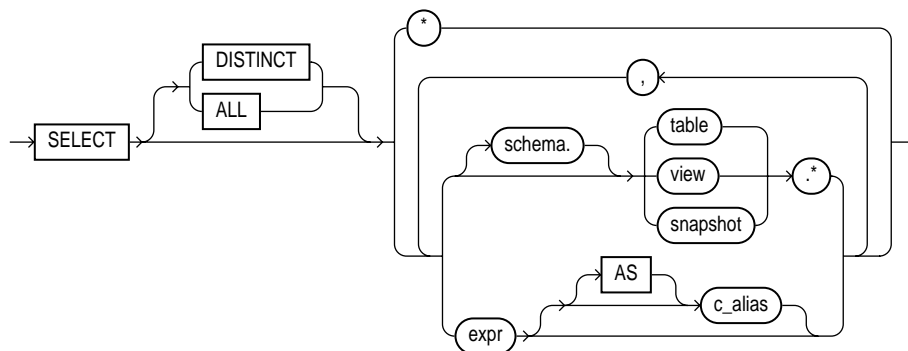 *
DISTINCT
,
ALL
SELECT
schema.
table
view
.*
snapshot
AS
c_alias
expr